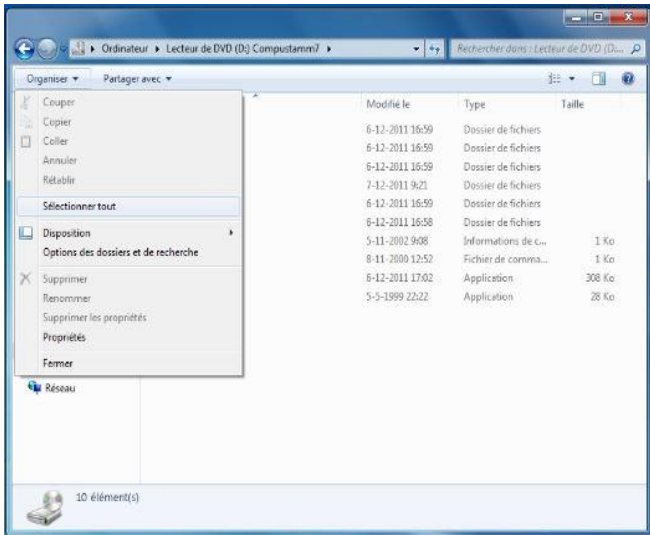 Ordinateur ▸ Lecteur de DVD (D:) Compustamm7
Rechercher dans : Lecteur de DVD (D:...
Organiser Partager avec
Couper
Copier
Coller
Annuler
Rétablir
Sélectionner tout
Disposition
Options des dossiers et de recherche
Supprimer
Renommer
Supprimer les propriétés
Propriétés
Fermer
Réseau
Modifié le Type Taille
6-12-2011 16:59 Dossier de fichiers
6-12-2011 16:59 Dossier de fichiers
6-12-2011 16:59 Dossier de fichiers
7-12-2011 9:21 Dossier de fichiers
6-12-2011 16:59 Dossier de fichiers
6-12-2011 16:58 Dossier de fichiers
5-11-2002 9:08 Informations de c... 1 Ko
8-11-2000 12:52 Fichier de comma... 1 Ko
6-12-2011 17:02 Application 308 Ko
5-5-1999 22:22 Application 28 Ko
10 élément(s)